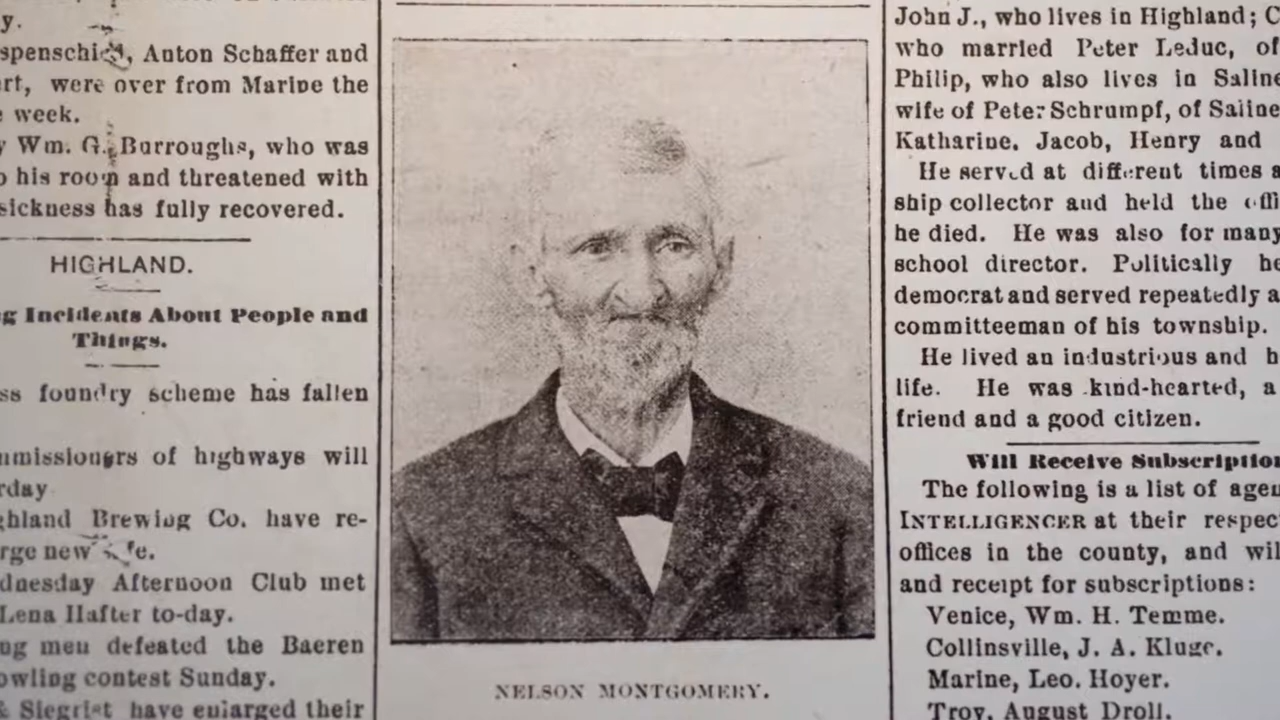 y.
spenschied, Anton Schaffer and
rt, were over from Marine the
e week.
y Wm. G. Burroughs, who was
o his room and threatened with
sickness has fully recovered.
HIGHLAND.
g Incidents About People and
Things.
ss foundry scheme has fallen
mmissioners of highways will
rday
ghland Brewing Co. have re-
rge new
dnesday Afternoon Club met
Lena Hafter to-day.
ng men defeated the Baeren
owling contest Sunday.
& Siegrist have enlarged their
NELSON MONTGOMERY.
John J., who lives in Highland; C
who married Peter Leduc, of
Philip, who also lives in Saline
wife of Peter Schrumpf, of Saline
Katharine. Jacob, Henry and
He served at different times a
ship collector and held the offi
he died. He was also for many
school director. Politically he
democrat and served repeatedly a
committeeman of his township.
He lived an industrious and h
life. He was kind-hearted, a
friend and a good citizen.
Will Receive Subscription
The following is a list of agen
INTELLIGENCER at their respec
offices in the county, and wil
and receipt for subscriptions:
Venice, Wm. H. Temme.
Collinsville, J. A. Kluge.
Marine, Leo. Hoyer.
Troy, August Droll.